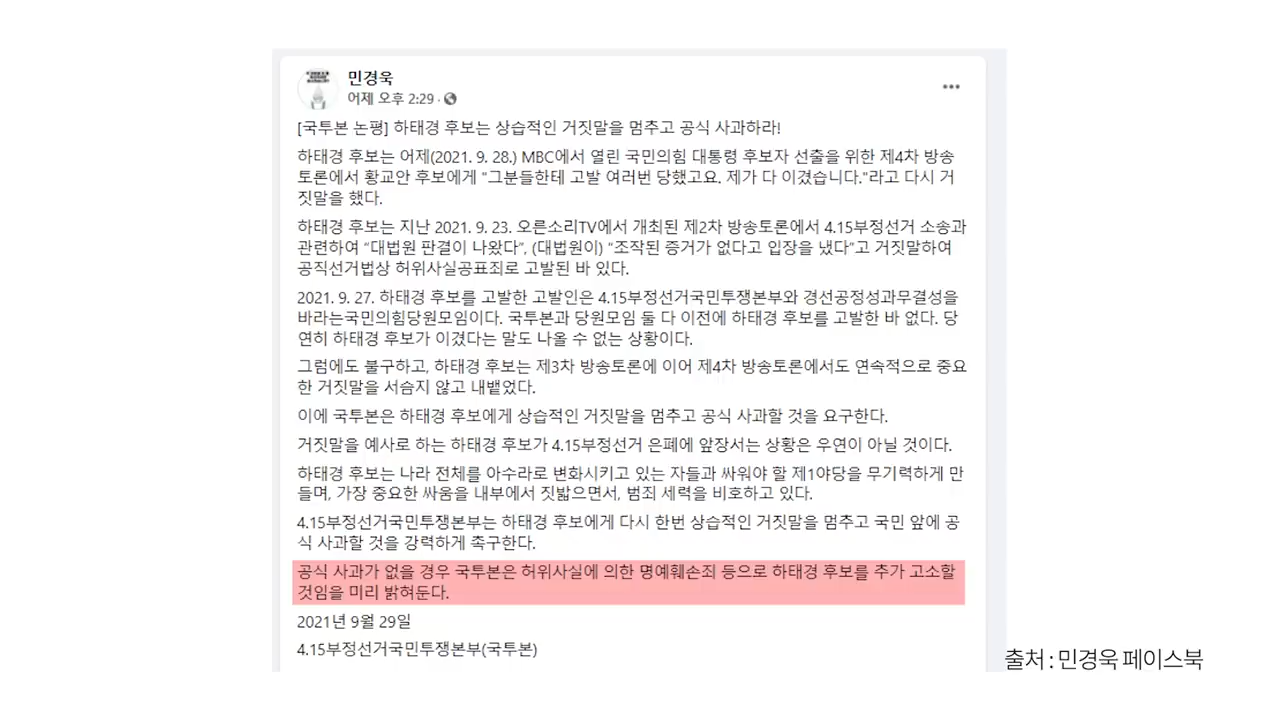 민경욱
어제 오후 2:29 ·
[국투본 논평] 하태경 후보는 상습적인 거짓말을 멈추고 공식 사과하라!
하태경 후보는 어제(2021. 9. 28.) MBC에서 열린 국민의힘 대통령 후보자 선출을 위한 제4차 방송
토론에서 황교안 후보에게 "그분들한테 고발 여러번 당했고요. 제가 다 이겼습니다."라고 다시 거
짓말을 했다.
하태경 후보는 지난 2021. 9. 23. 오른소리TV에서 개최된 제2차 방송토론에서 4.15부정선거 소송과
관련하여 “대법원 판결이 나왔다”, (대법원이) “조작된 증거가 없다고 입장을 냈다”고 거짓말하여
공직선거법상 허위사실공표죄로 고발된 바 있다.
2021. 9. 27. 하태경 후보를 고발한 고발인은 4.15부정선거국민투쟁본부와 경선공정성과무결성을
바라는국민의힘당원모임이다. 국투본과 당원모임 둘 다 이전에 하태경 후보를 고발한 바 없다. 당
연히 하태경 후보가 이겼다는 말도 나올 수 없는 상황이다.
그럼에도 불구하고, 하태경 후보는 제3차 방송토론에 이어 제4차 방송토론에서도 연속적으로 중요
한 거짓말을 서슴지 않고 내뱉었다.
이에 국투본은 하태경 후보에게 상습적인 거짓말을 멈추고 공식 사과할 것을 요구한다.
거짓말을 예사로 하는 하태경 후보가 4.15부정선거 은폐에 앞장서는 상황은 우연이 아닐 것이다.
하태경 후보는 나라 전체를 아수라로 변화시키고 있는 자들과 싸워야 할 제1야당을 무기력하게 만
들며, 가장 중요한 싸움을 내부에서 짓밟으면서, 범죄 세력을 비호하고 있다.
4.15부정선거국민투쟁본부는 하태경 후보에게 다시 한번 상습적인 거짓말을 멈추고 국민 앞에 공
식 사과할 것을 강력하게 촉구한다.
공식 사과가 없을 경우 국투본은 허위사실에 의한 명예훼손죄 등으로 하태경 후보를 추가 고소할
것임을 미리 밝혀둔다.
2021년 9월 29일
4.15부정선거국민투쟁본부(국투본)
출처 : 민경욱 페이스북